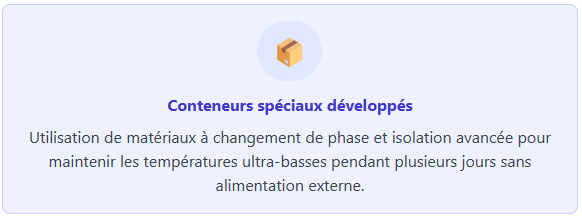 Conteneurs spéciaux développés
Utilisation de matériaux à changement de phase et isolation avancée pour
maintenir les températures ultra-basses pendant plusieurs jours sans
alimentation externe.